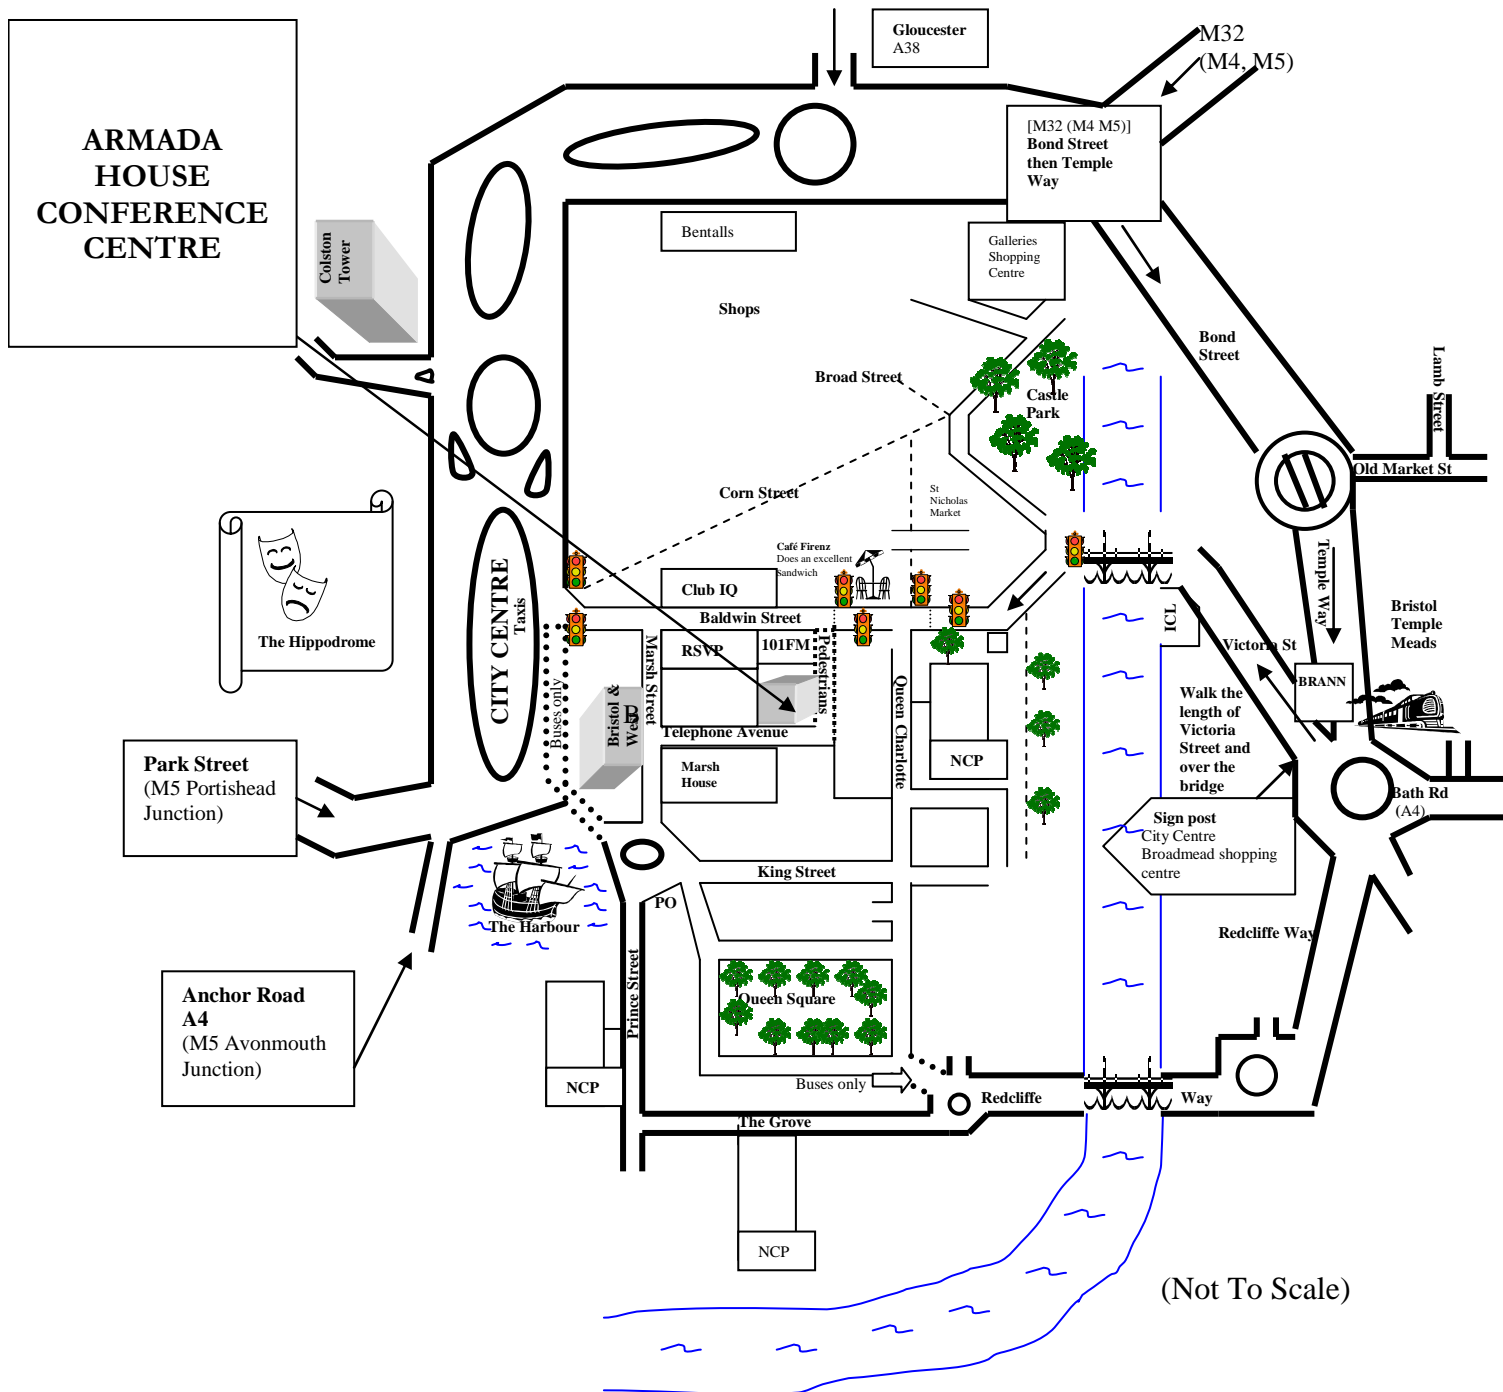 ARMADA
HOUSE
CONFERENCE
CENTRE
Gloucester
A38
M32
(M4, M5)
[M32 (M4 M5)]
Bond Street
then Temple
Way
Colston
Tower
Bentalls
Galleries
Shopping
Centre
Shops
Bond
Street
Lamb Street
Broad Street
Castle
Park
Old Market St
Corn Street
St
Nicholas
Market
Café Firenz
Does an excellent
Sandwich
CITY CENTRE
Taxis
The Hippodrome
Club IQ
Baldwin Street
Temple Way
ICL
Bristol
Temple
Meads
Victoria St
BRANN
Buses only
Marsh Street
RSVP
101FM
Pedestrians
Queen Charlotte
Bristol &
West
B
Telephone Avenue
Walk the
length of
Victoria
Street and
over the
bridge
NCP
Marsh
House
Park Street
(M5 Portishead
Junction)
Bath Rd
(A4)
Sign post
City Centre
Broadmead shopping
centre
King Street
PO
The Harbour
Redcliffe Way
Anchor Road
A4
(M5 Avonmouth
Junction)
Prince Street
Queen Square
NCP
Buses only
Redcliffe
Way
The Grove
NCP
(Not To Scale)